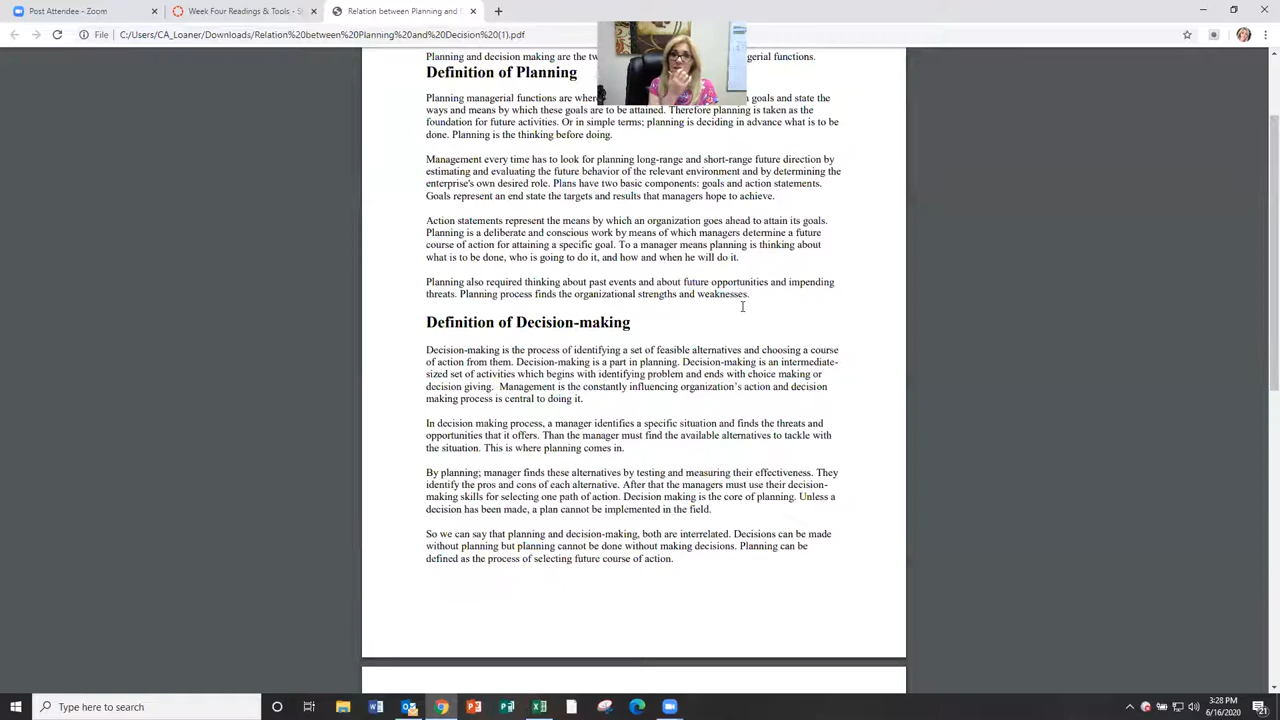 Post Attendee - Zoom
Week Four Readings & Tools - S
Relation between Planning and D
File
C:/Users/CA_Loaner/Downloads/Relation%20between%20Planning%20and%20Decision%20(1).pdf
Planning and decision making are the tw
gerial functions.
Definition of Planning
Planning managerial functions are where
goals and state the
ways and means by which these goals are to be attained. Therefore planning is taken as the
foundation for future activities. Or in simple terms; planning is deciding in advance what is to be
done. Planning is the thinking before doing.
Management every time has to look for planning long-range and short-range future direction by
estimating and evaluating the future behavior of the relevant environment and by determining the
enterprise's own desired role. Plans have two basic components: goals and action statements.
Goals represent an end state the targets and results that managers hope to achieve.
Action statements represent the means by which an organization goes ahead to attain its goals.
Planning is a deliberate and conscious work by means of which managers determine a future
course of action for attaining a specific goal. To a manager means planning is thinking about
what is to be done, who is going to do it, and how and when he will do it.
Planning also required thinking about past events and about future opportunities and impending
threats. Planning process finds the organizational strengths and weaknesses.
Definition of Decision-making
Decision-making is the process of identifying a set of feasible alternatives and choosing a course
of action from them. Decision-making is a part in planning. Decision-making is an intermediate-
sized set of activities which begins with identifying problem and ends with choice making or
decision giving. Management is the constantly influencing organization's action and decision
making process is central to doing it.
In decision making process, a manager identifies a specific situation and finds the threats and
opportunities that it offers. Than the manager must find the available alternatives to tackle with
the situation. This is where planning comes in.
By planning; manager finds these alternatives by testing and measuring their effectiveness. They
identify the pros and cons of each alternative. After that the managers must use their decision-
making skills for selecting one path of action. Decision making is the core of planning. Unless a
decision has been made, a plan cannot be implemented in the field.
So we can say that planning and decision-making, both are interrelated. Decisions can be made
without planning but planning cannot be done without making decisions. Planning can be
defined as the process of selecting future course of action.
Type here to search
3:28 PM
6/16/2020